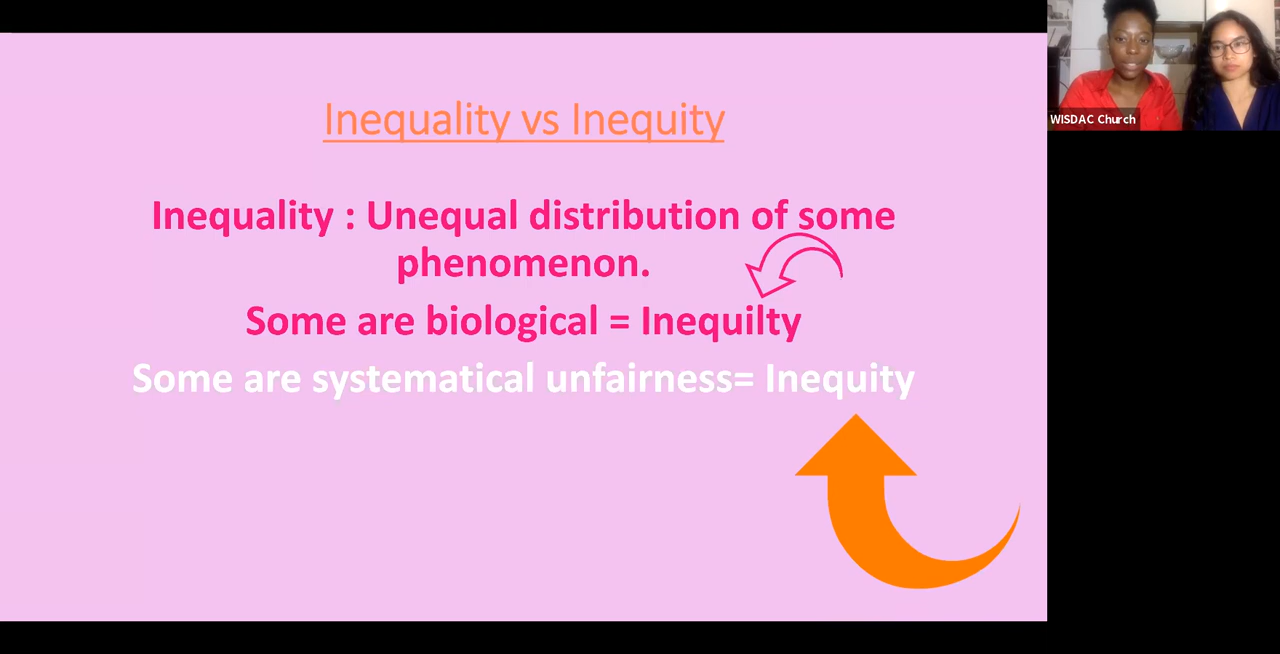 Inequality vs Inequity
Inequality : Unequal distribution of some
phenomenon.
Some are biological = Inequilty
Some are systematical unfairness= Inequity
WISDAC Church